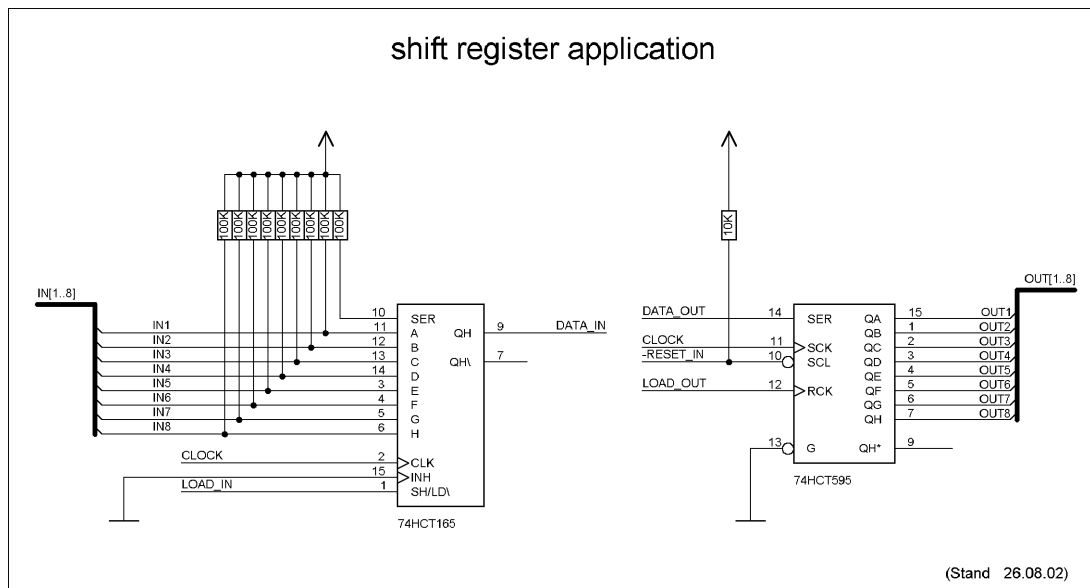 shift register application
100K 100K 100K 100K 100K 100K 100K 100K 100K
10K
IN[1..8]
OUT[1..8]
IN1 11 A
IN2 12 B
IN3 13 C
IN4 14 D
IN5 3 E
IN6 4 F
IN7 5 G
IN8 6 H
10 SER
QH 9 DATA_IN
QH\ 7
CLOCK 2 CLK
15 INH
LOAD_IN 1 SH/LD\
74HCT165
DATA_OUT 14 SER
CLOCK 11 SCK
-RESET_IN 10 SCL
LOAD_OUT 12 RCK
13 G
QA 15 OUT1
QB 1 OUT2
QC 2 OUT3
QD 3 OUT4
QE 4 OUT5
QF 5 OUT6
QG 6 OUT7
QH 7 OUT8
QH* 9
74HCT595
(Stand 26.08.02)